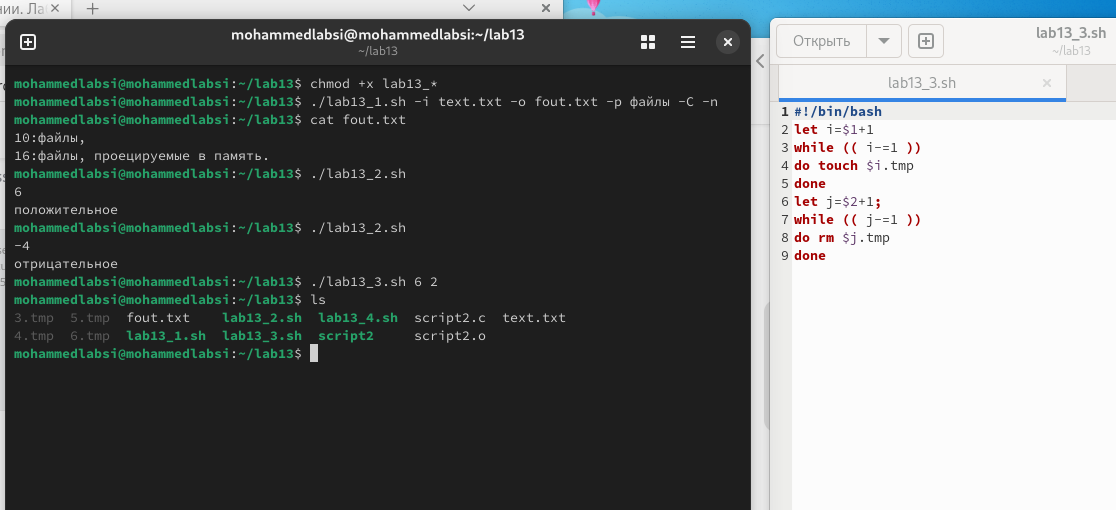 нии. Ла
mohammedlabsi@mohammedlabsi:~/lab13
~/lab13
mohammedlabsi@mohammedlabsi:~/lab13$ chmod +x lab13_*
mohammedlabsi@mohammedlabsi:~/lab13$ ./lab13_1.sh -i text.txt -o fout.txt -p файлы -C -n
mohammedlabsi@mohammedlabsi:~/lab13$ cat fout.txt
10:файлы,
16:файлы, проецируемые в память.
mohammedlabsi@mohammedlabsi:~/lab13$ ./lab13_2.sh
6
положительное
mohammedlabsi@mohammedlabsi:~/lab13$ ./lab13_2.sh
-4
отрицательное
mohammedlabsi@mohammedlabsi:~/lab13$ ./lab13_3.sh 6 2
mohammedlabsi@mohammedlabsi:~/lab13$ ls
3.tmp 5.tmp fout.txt lab13_2.sh lab13_4.sh script2.c text.txt
4.tmp 6.tmp lab13_1.sh lab13_3.sh script2 script2.o
mohammedlabsi@mohammedlabsi:~/lab13$
Открыть
lab13_3.sh
~/lab13
lab13_3.sh
1 #!/bin/bash
2 let i=$1+1
3 while (( i-=1 ))
4 do touch $i.tmp
5 done
6 let j=$2+1;
7 while (( j-=1 ))
8 do rm $j.tmp
9 done